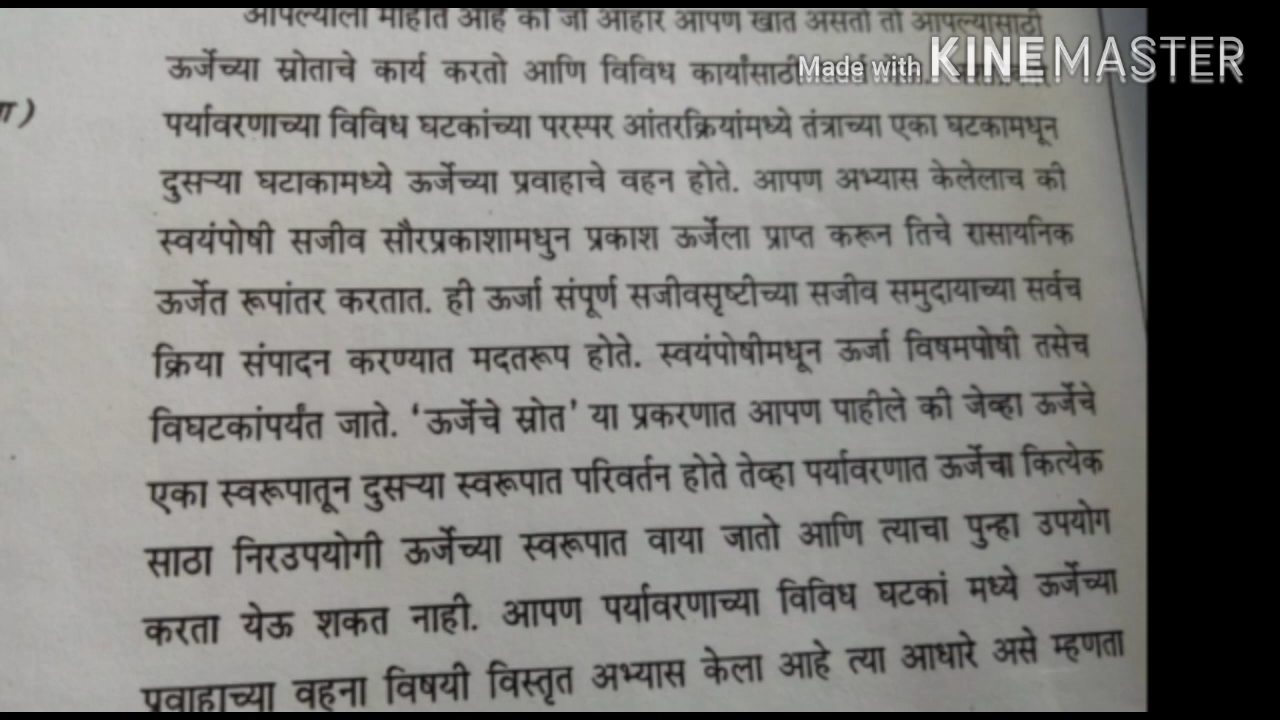 आपल्याला माहीत आहे की जो आहार आपण खात असतो तो आपल्यासाठी
ऊर्जेच्या स्रोताचे कार्य करतो आणि विविध कार्यांसाठी
Made with KINEMASTER
पर्यावरणाच्या विविध घटकांच्या परस्पर आंतरक्रियांमध्ये तंत्राच्या एका घटकामधून
दुसऱ्या घटाकामध्ये ऊर्जेच्या प्रवाहाचे वहन होते. आपण अभ्यास केलेलाच की
स्वयंपोषी सजीव सौरप्रकाशामधुन प्रकाश ऊर्जेला प्राप्त करून तिचे रासायनिक
ऊर्जेत रूपांतर करतात. ही ऊर्जा संपूर्ण सजीवसृष्टीच्या सजीव समुदायाच्या सर्वच
क्रिया संपादन करण्यात मदतरूप होते. स्वयंपोषीमधून ऊर्जा विषमपोषी तसेच
विघटकांपर्यंत जाते. ‘ऊर्जेचे स्रोत’ या प्रकरणात आपण पाहीले की जेव्हा ऊर्जेचे
एका स्वरूपातून दुसऱ्या स्वरूपात परिवर्तन होते तेव्हा पर्यावरणात ऊर्जेचा कित्येक
साठा निरउपयोगी ऊर्जेच्या स्वरूपात वाया जातो आणि त्याचा पुन्हा उपयोग
करता येऊ शकत नाही. आपण पर्यावरणाच्या विविध घटकां मध्ये ऊर्जेच्या
प्रवाहाच्या वहना विषयी विस्तृत अभ्यास केला आहे त्या आधारे असे म्हणता